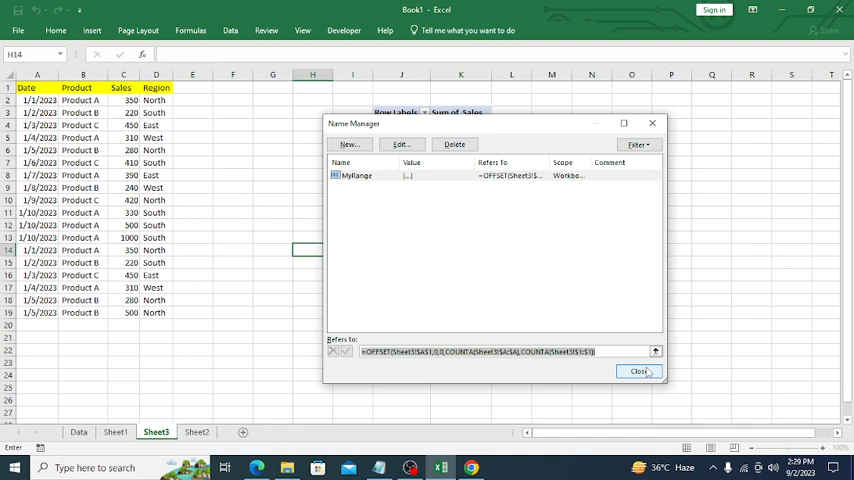 Book1 - Excel
Sign in
File Home Insert Page Layout Formulas Data Review View Developer Help Tell me what you want to do Share
H14 fx
A B C D E F G H I J K L M N O P Q R S T
1 Date Product Sales Region
2 1/1/2023 Product A 350 North
3 1/2/2023 Product B 220 South Row Labels Sum of Sales
4 1/3/2023 Product C 450 East
5 1/4/2023 Product A 310 West
6 1/5/2023 Product B 280 North
7 1/6/2023 Product C 410 South
8 1/7/2023 Product A 390 East
9 1/8/2023 Product B 240 West
10 1/9/2023 Product C 420 North
11 1/10/2023 Product A 330 South
12 1/10/2023 Product A 500 South
13 1/10/2023 Product A 1000 South
14 1/1/2023 Product A 350 North
15 1/2/2023 Product B 220 South
16 1/3/2023 Product C 450 East
17 1/4/2023 Product A 310 West
18 1/5/2023 Product B 280 North
19 1/5/2023 Product B 500 North
20
21
22
23
24
25
26
27
Name Manager
New... Edit... Delete Filter
Name Value Refers To Scope Comment
MyRange {...} =OFFSET(Sheet3!$... Workbo...
Refers to:
=OFFSET(Sheet3!$A$1,0,0,COUNTA(Sheet3!$A:$A),COUNTA(Sheet3!$1:$1))
Close
Data Sheet1 Sheet3 Sheet2
Enter 100%
Type here to search
36°C Haze
2:29 PM
9/2/2023